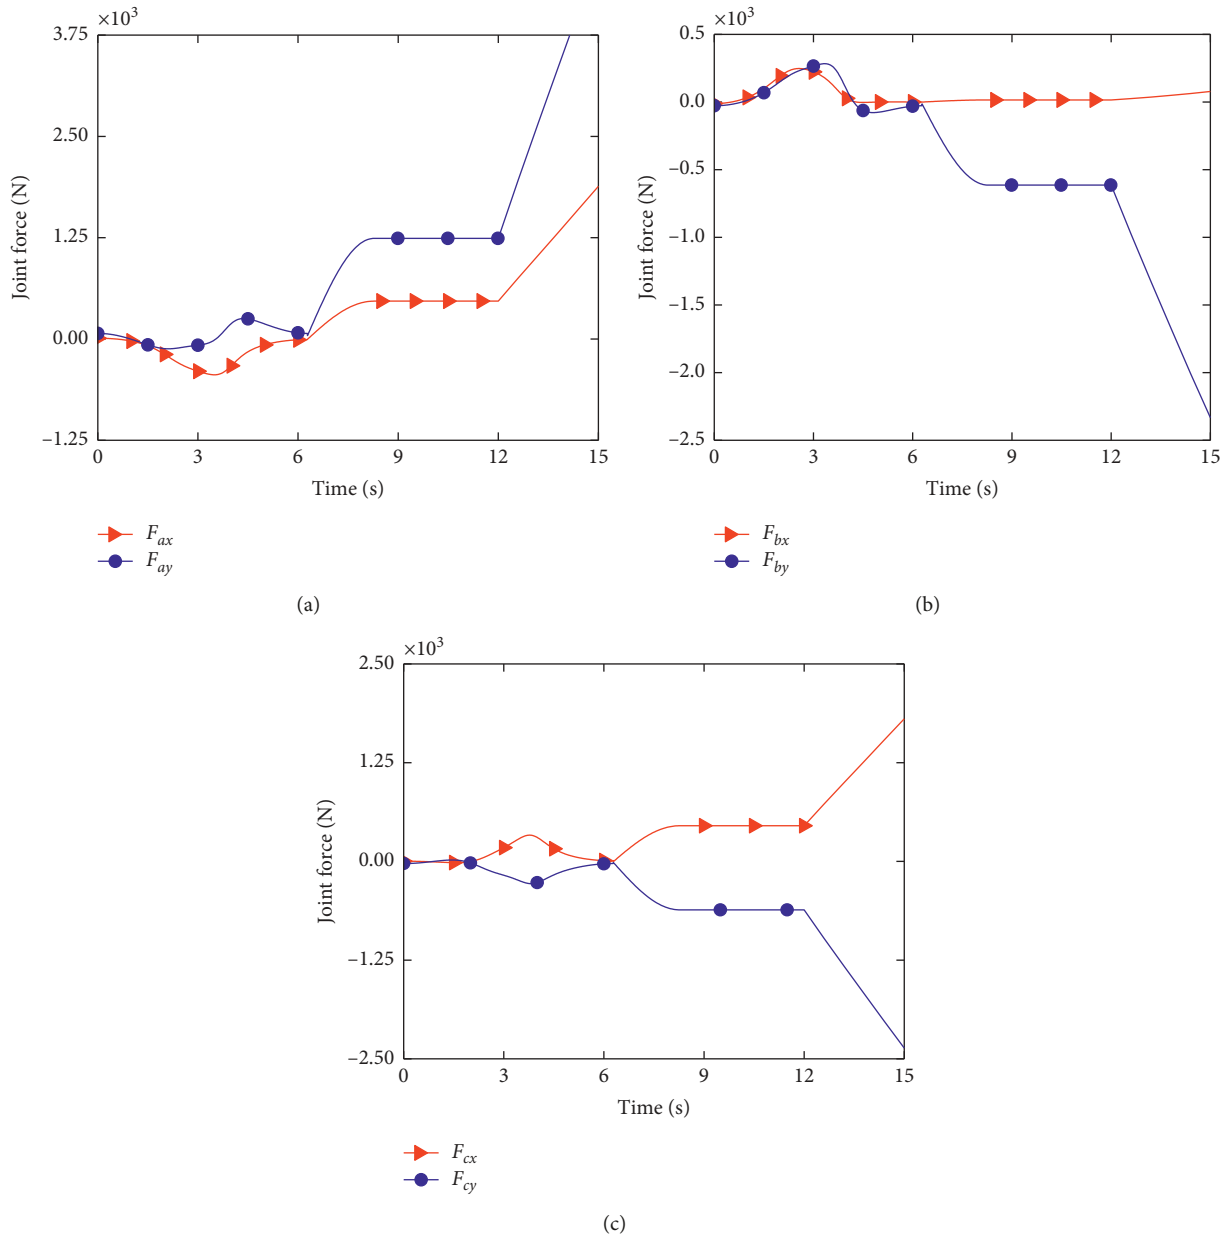 ×10³
3.75
2.50
1.25
0.00
−1.25
Joint force (N)
0 3 6 9 12 15
Time (s)
F_ax
F_ay
(a)
×10³
0.5
0.0
−0.5
−1.0
−1.5
−2.0
−2.5
Joint force (N)
0 3 6 9 12 15
Time (s)
F_bx
F_by
(b)
×10³
2.50
1.25
0.00
−1.25
−2.50
Joint force (N)
0 3 6 9 12 15
Time (s)
F_cx
F_cy
(c)